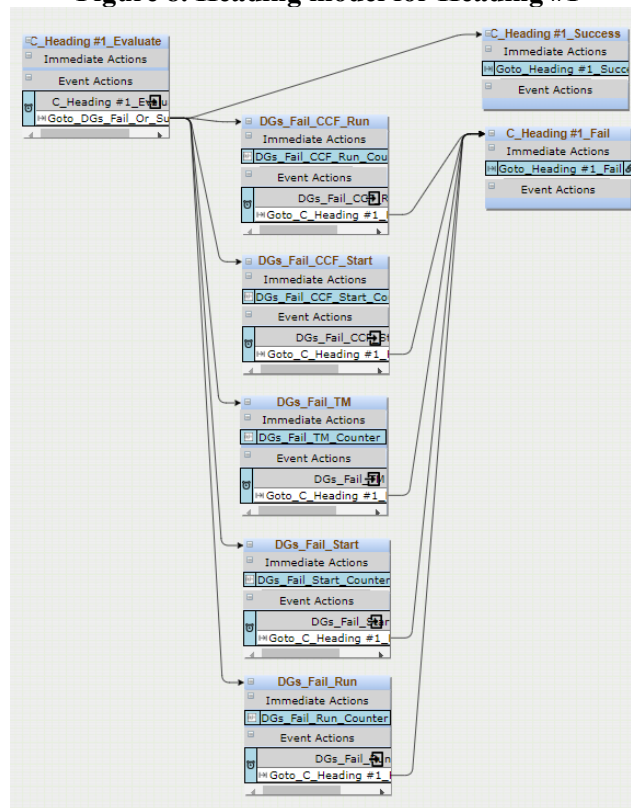 Figure 8. Heading model for Heading #1
C_Heading #1_Evaluate
Immediate Actions
Event Actions
C_Heading #1_Ev
Goto_DGs_Fail_Or_Su
C_Heading #1_Success
Immediate Actions
Goto_Heading #1_Succ
Event Actions
C_Heading #1_Fail
Immediate Actions
Goto_Heading #1_Fail
Event Actions
DGs_Fail_CCF_Run
Immediate Actions
DGs_Fail_CCF_Run_Cou
Event Actions
DGs_Fail_CC
Goto_C_Heading #1_
DGs_Fail_CCF_Start
Immediate Actions
DGs_Fail_CCF_Start_Co
Event Actions
DGs_Fail_CCF
Goto_C_Heading #1_
DGs_Fail_TM
Immediate Actions
DGs_Fail_TM_Counter
Event Actions
DGs_Fail_
Goto_C_Heading #1_
DGs_Fail_Start
Immediate Actions
DGs_Fail_Start_Counter
Event Actions
DGs_Fail_S
Goto_C_Heading #1_
DGs_Fail_Run
Immediate Actions
DGs_Fail_Run_Counter
Event Actions
DGs_Fail_
Goto_C_Heading #1_